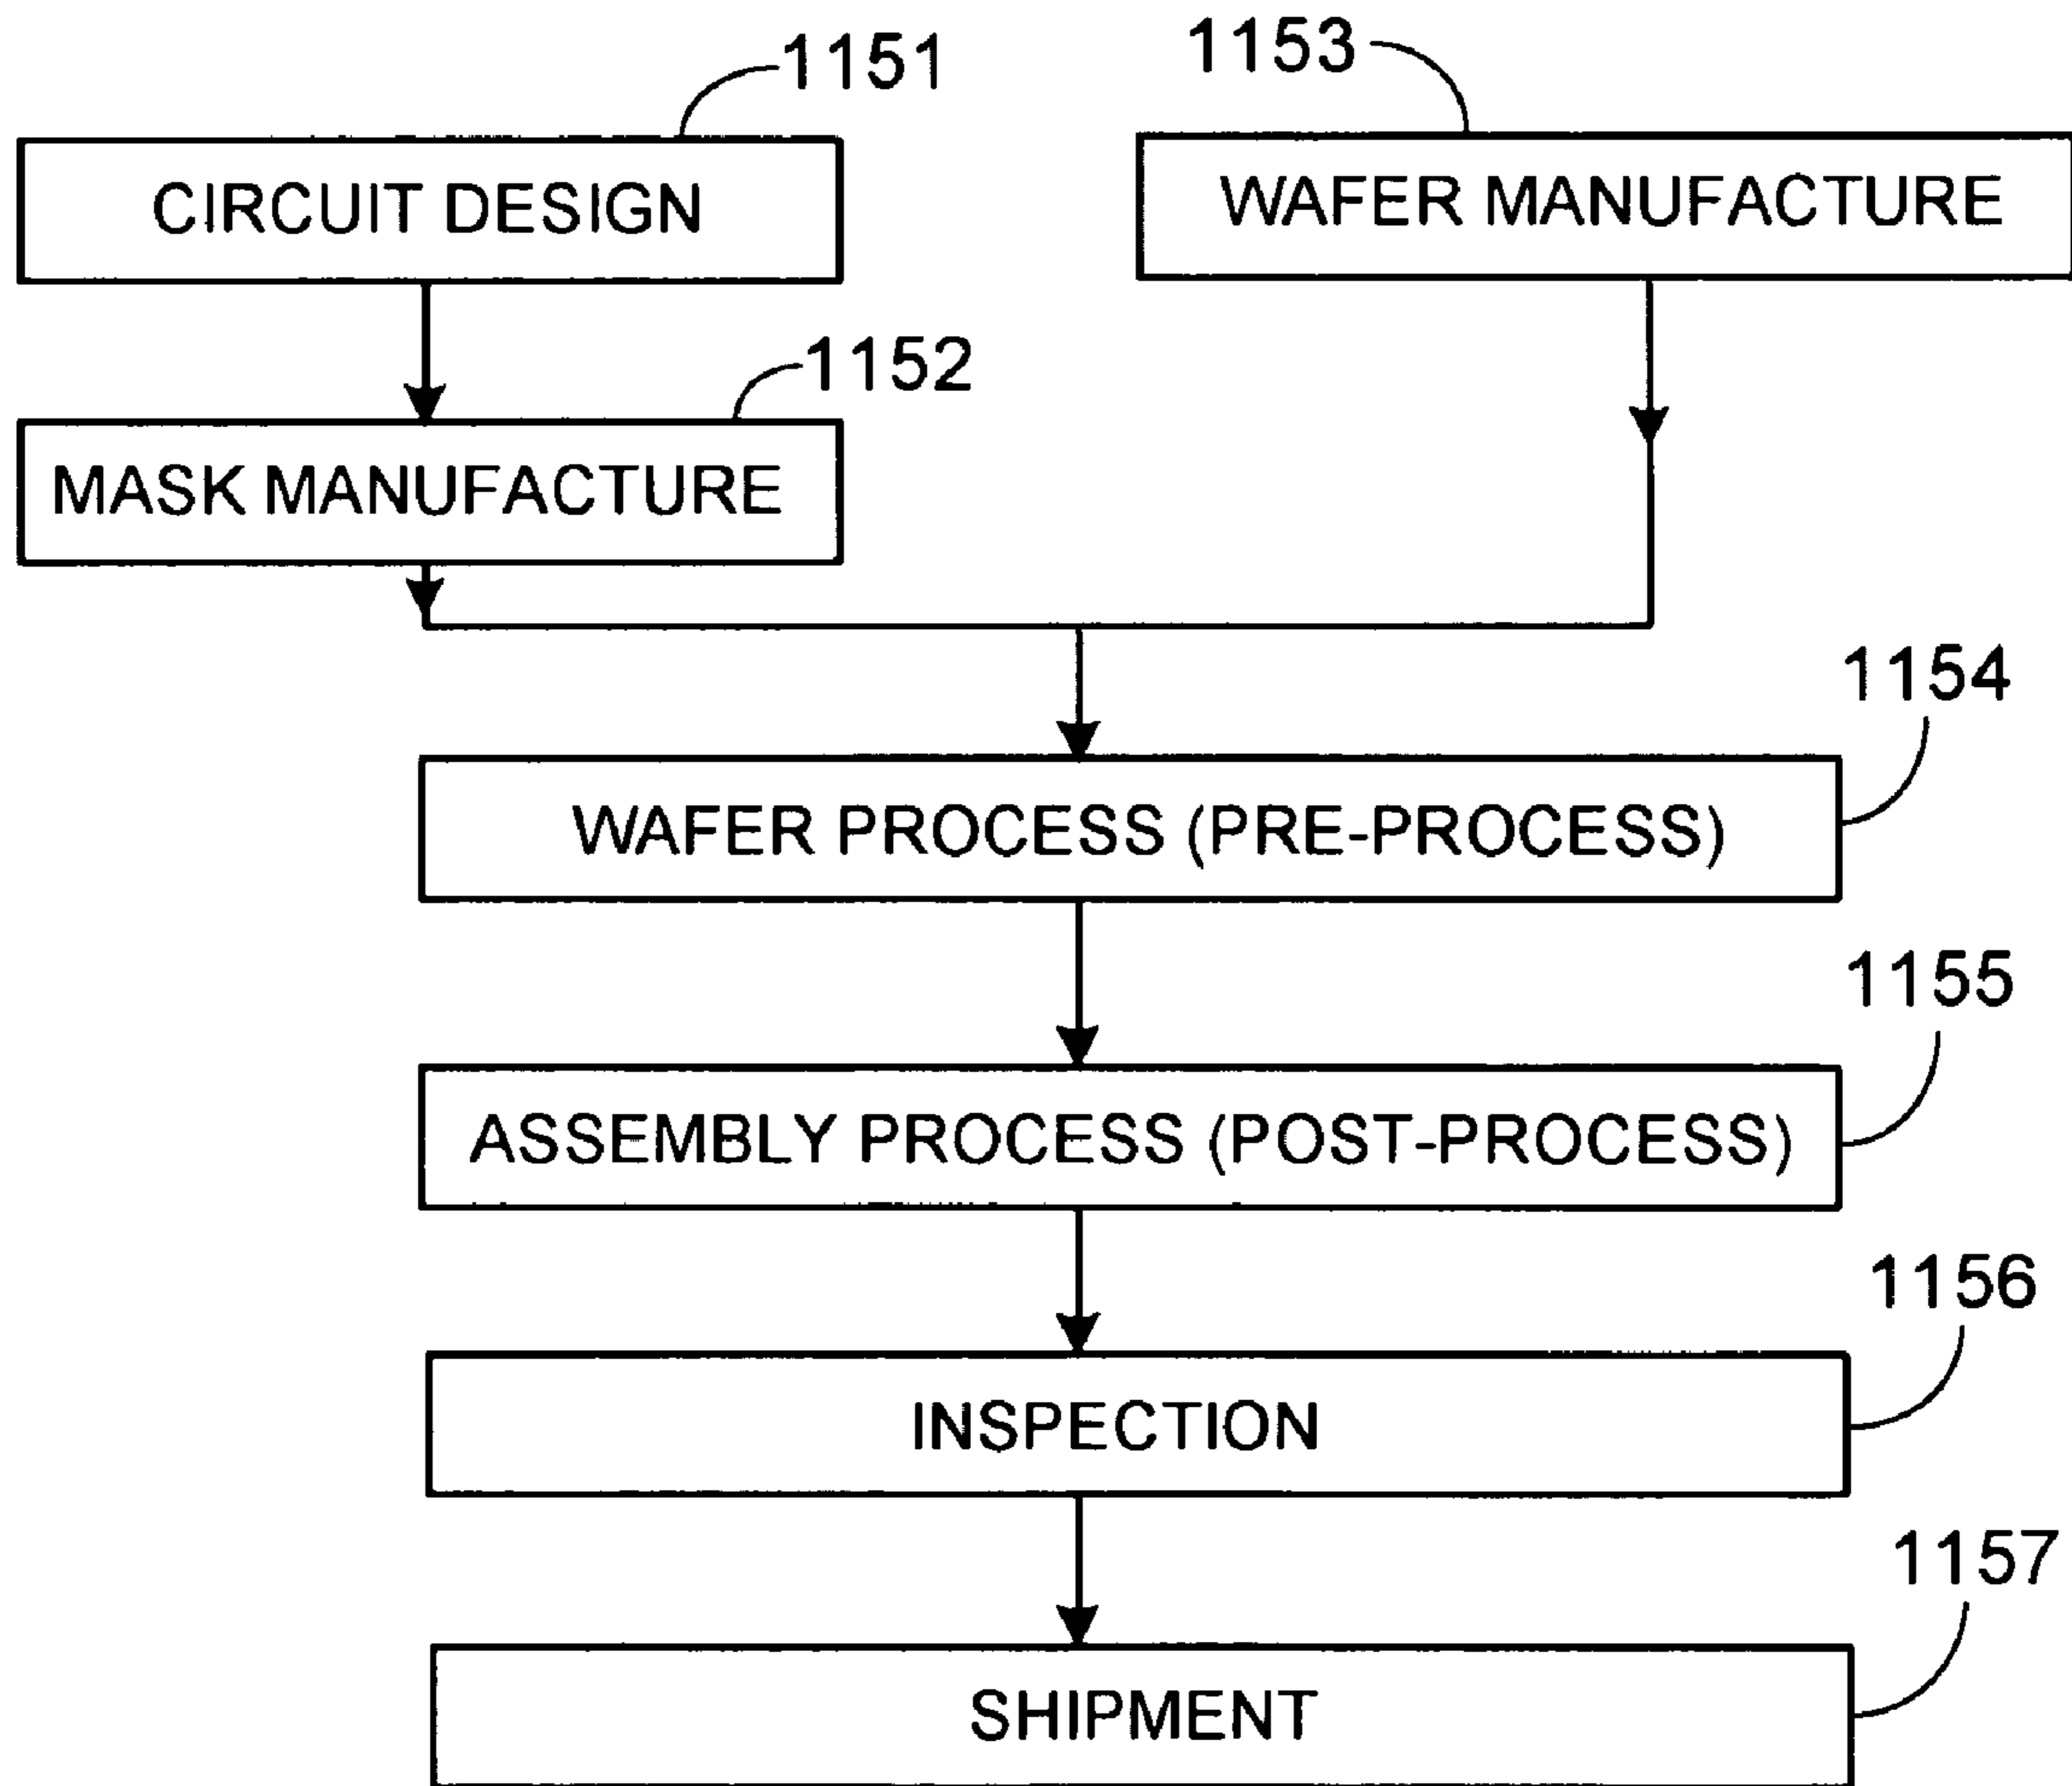 1151
1153
CIRCUIT DESIGN
WAFER MANUFACTURE
1152
MASK MANUFACTURE
1154
WAFER PROCESS (PRE-PROCESS)
1155
ASSEMBLY PROCESS (POST-PROCESS)
1156
INSPECTION
1157
SHIPMENT